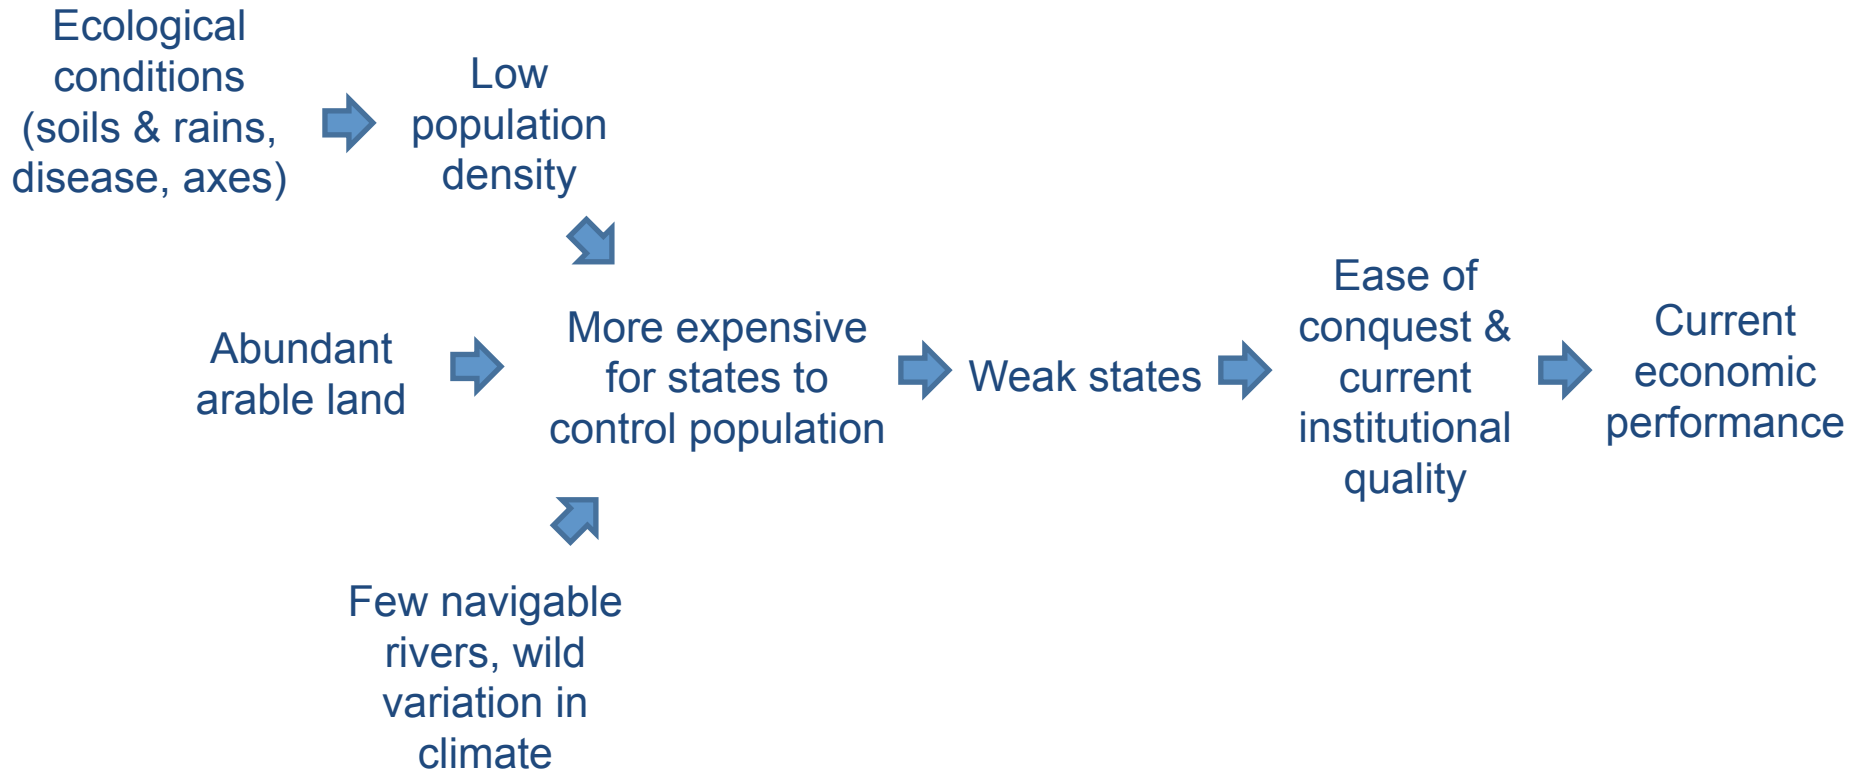 Ecological
conditions
(soils & rains,
disease, axes)
Low
population
density
Abundant
arable land
More expensive
for states to
control population
Weak states
Ease of
conquest &
current
institutional
quality
Current
economic
performance
Few navigable
rivers, wild
variation in
climate